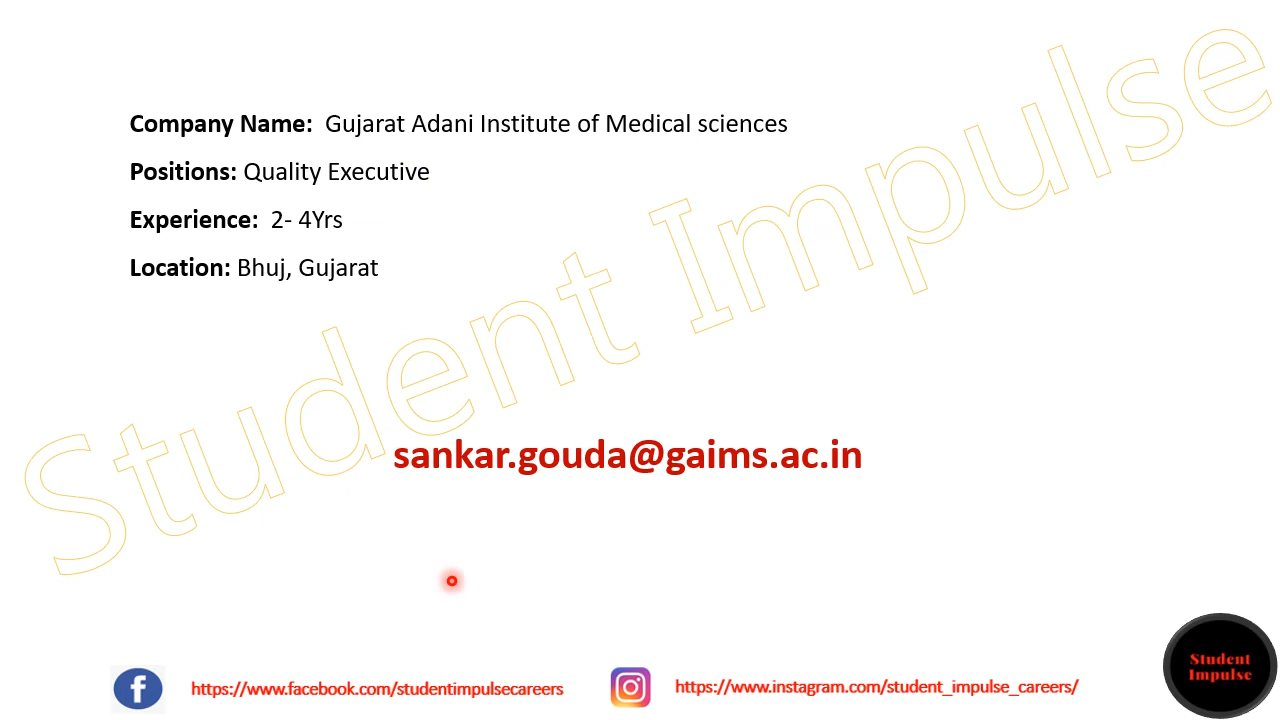 Company Name: Gujarat Adani Institute of Medical sciences
Positions: Quality Executive
Experience: 2- 4Yrs
Location: Bhuj, Gujarat
Student Impulse
sankar.gouda@gaims.ac.in
https://www.facebook.com/studentimpulsecareers
https://www.instagram.com/student_impulse_careers/
Student
Impulse